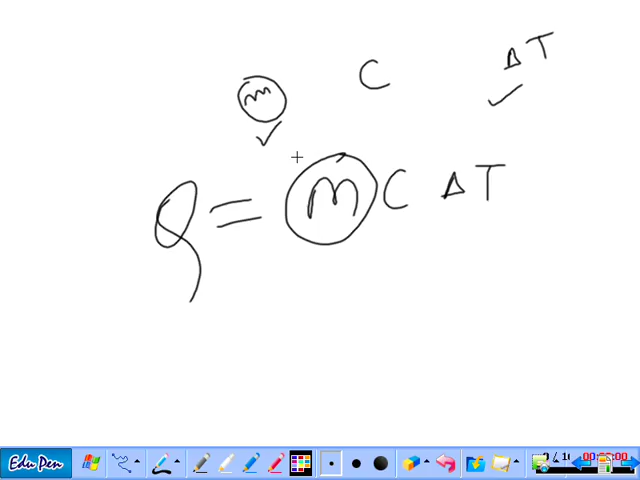 m C ΔT
q = m C ΔT
Edu Pen